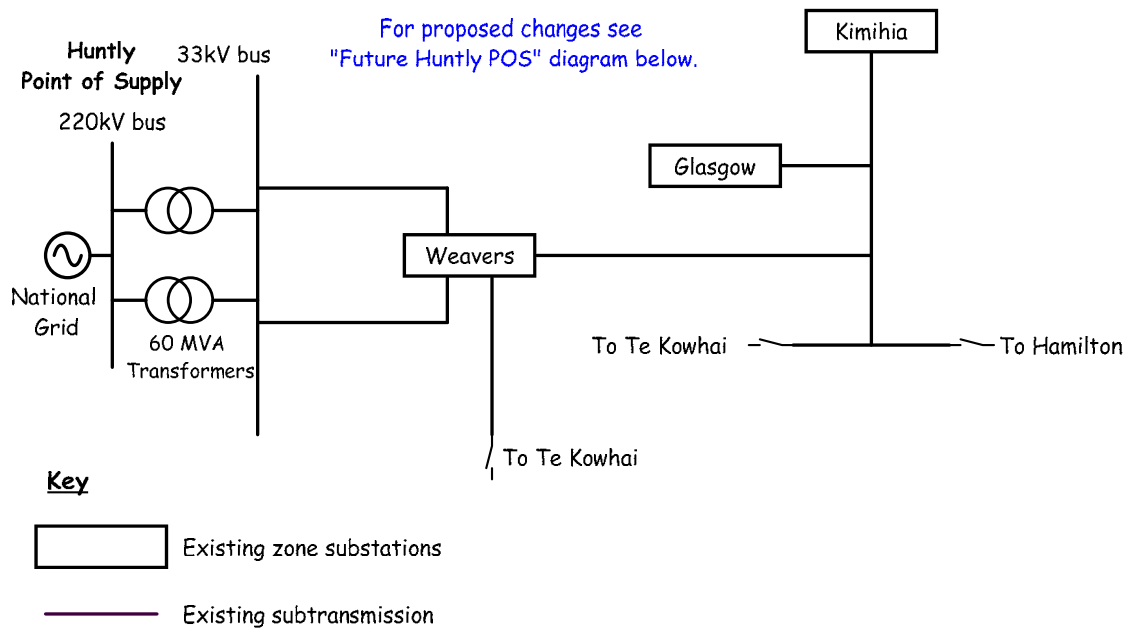 For proposed changes see
"Future Huntly POS" diagram below.
Kimihia
Huntly
Point of Supply
33kV bus
220kV bus
Glasgow
Weavers
National
Grid
60 MVA
Transformers
To Te Kowhai
To Hamilton
To Te Kowhai
Key
Existing zone substations
Existing subtransmission